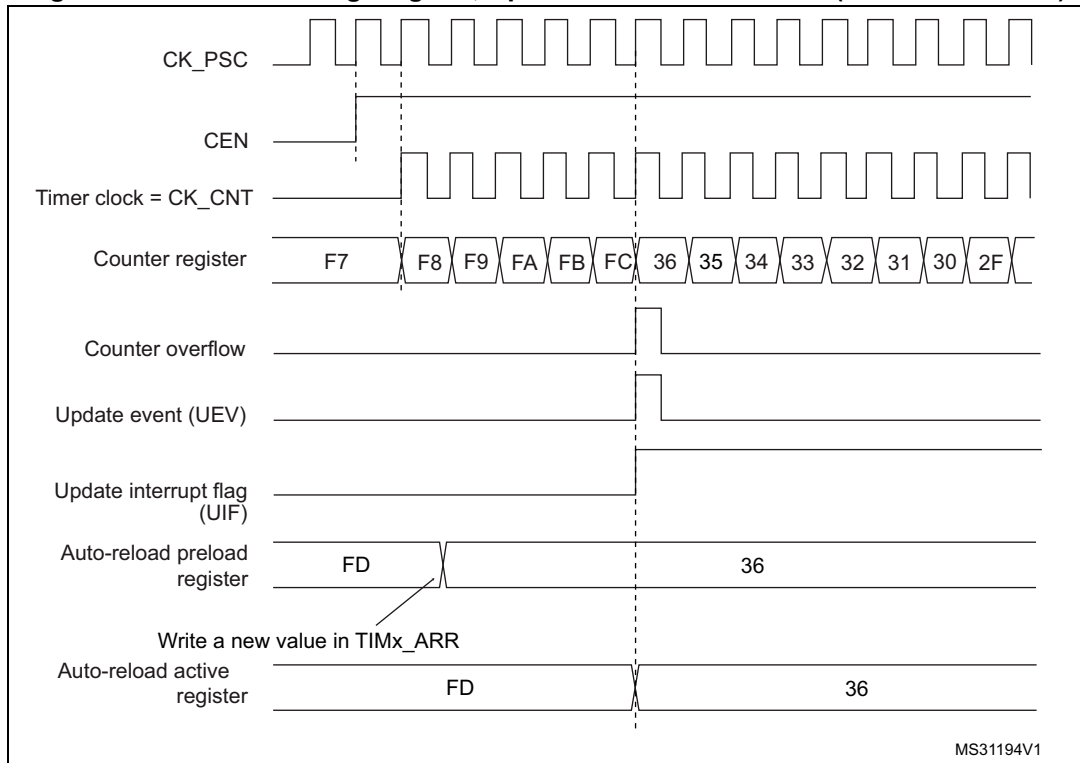 CK_PSC
CEN
Timer clock = CK_CNT
Counter register F7 F8 F9 FA FB FC 36 35 34 33 32 31 30 2F
Counter overflow
Update event (UEV)
Update interrupt flag
(UIF)
Auto-reload preload
register
FD 36
Write a new value in TIMx_ARR
Auto-reload active
register
FD 36
MS31194V1